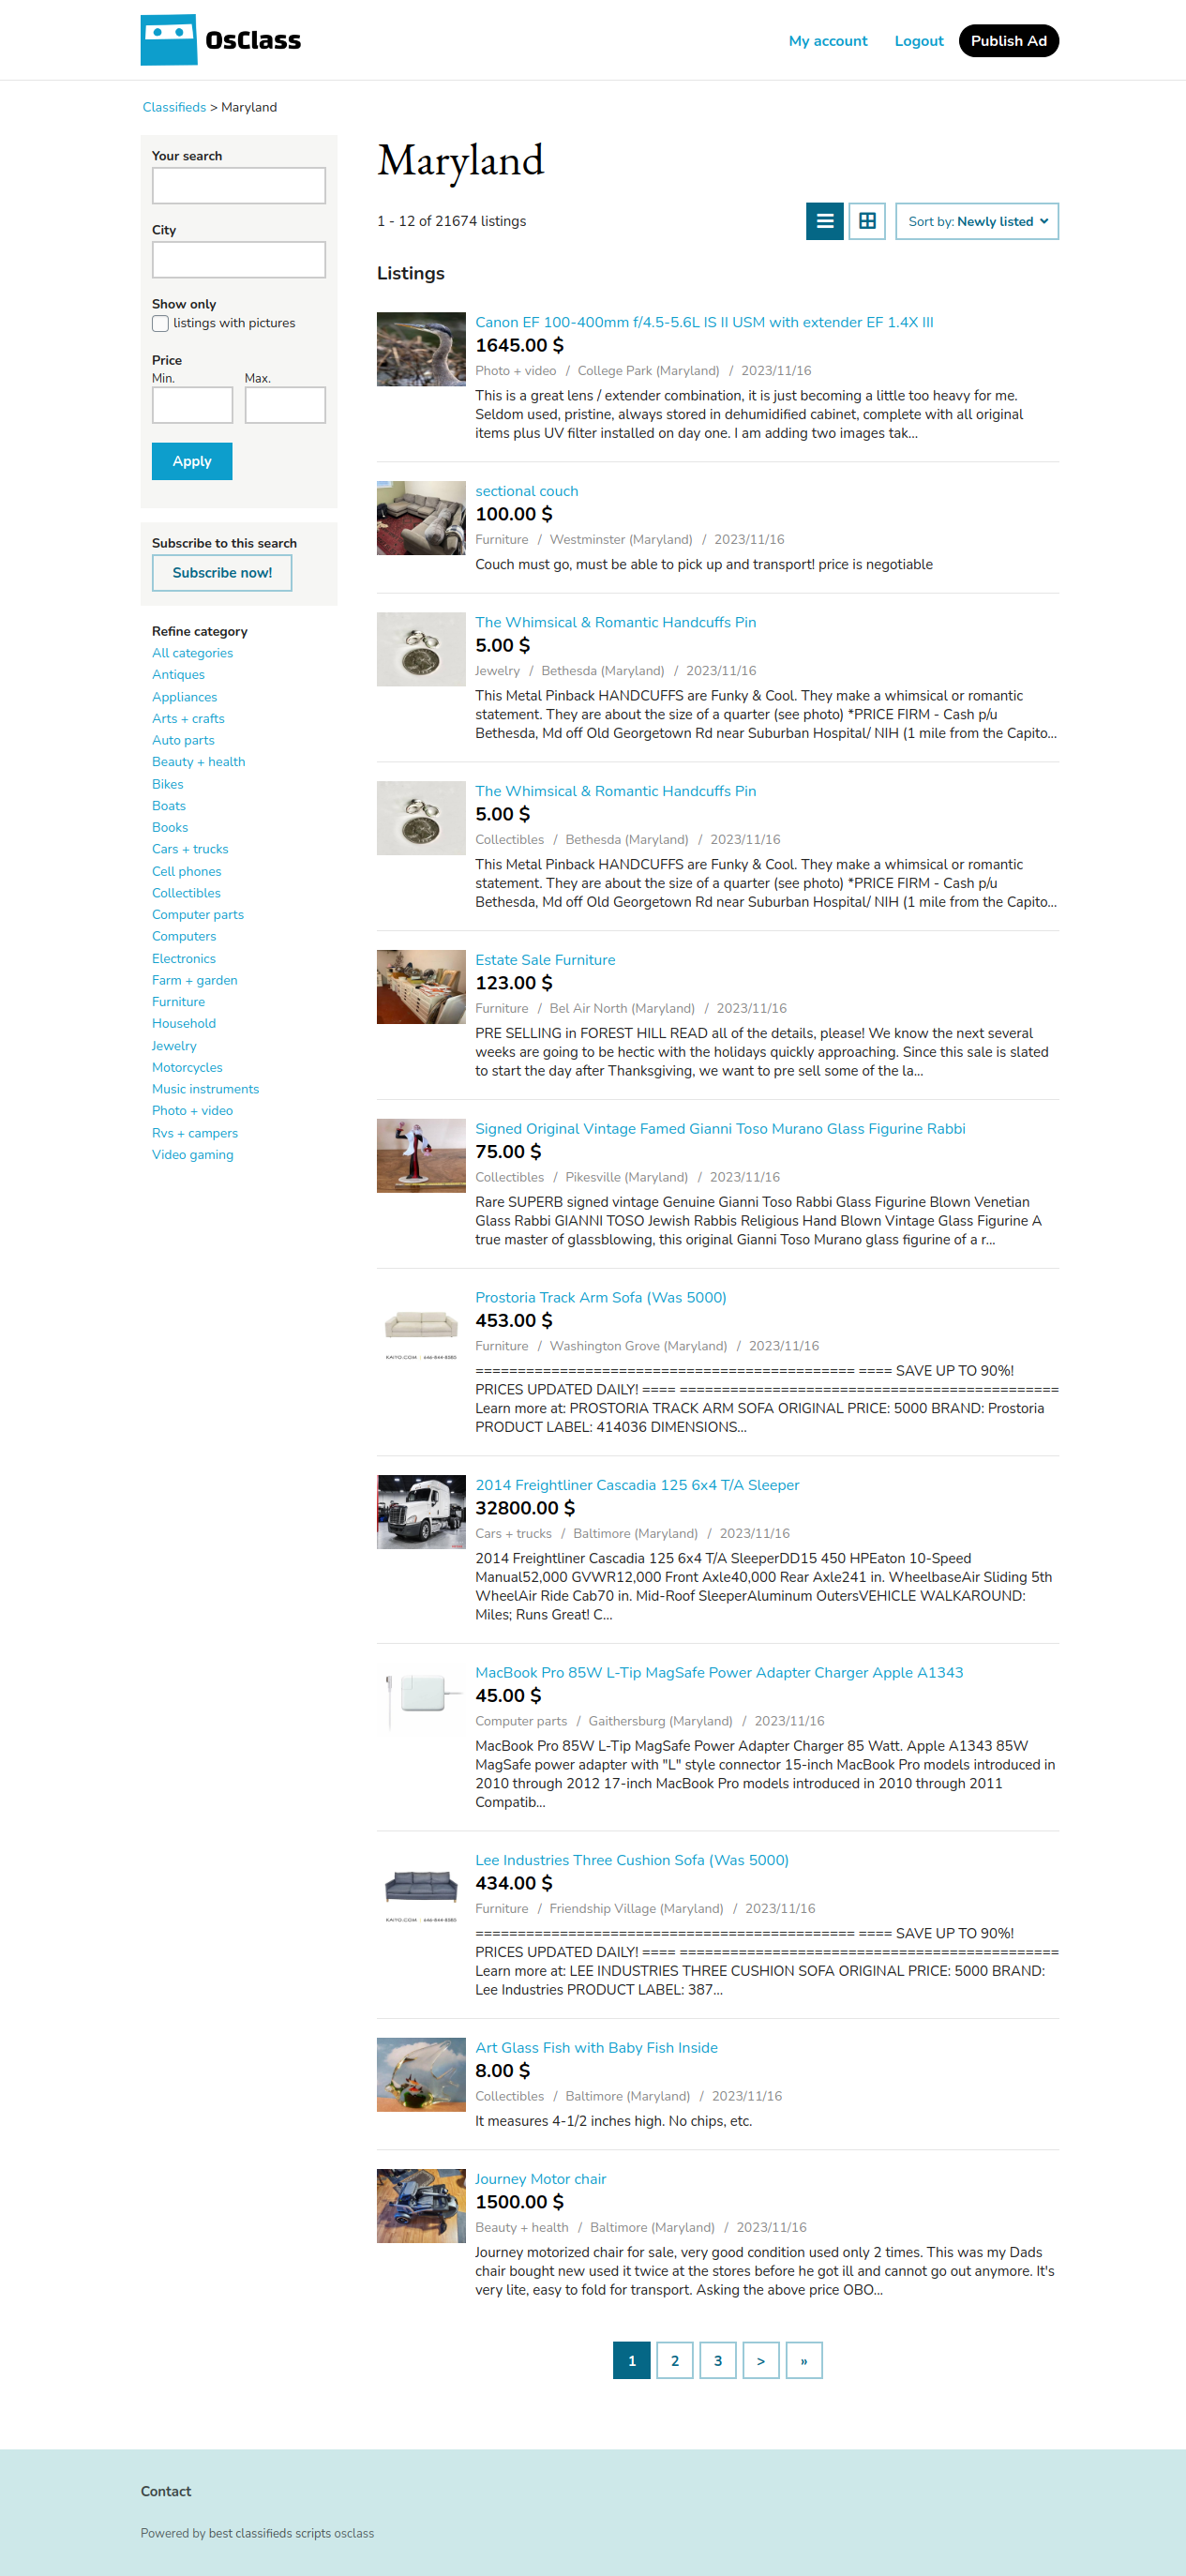 OsClass
My account
Logout
Publish Ad
Classifieds > Maryland
Your search
City
Show only
listings with pictures
Price
Min.
Max.
Apply
Subscribe to this search
Subscribe now!
Refine category
All categories
Antiques
Appliances
Arts + crafts
Auto parts
Beauty + health
Bikes
Boats
Books
Cars + trucks
Cell phones
Collectibles
Computer parts
Computers
Electronics
Farm + garden
Furniture
Household
Jewelry
Motorcycles
Music instruments
Photo + video
Rvs + campers
Video gaming
Maryland
1 - 12 of 21674 listings
Sort by: Newly listed
Listings
Canon EF 100-400mm f/4.5-5.6L IS II USM with extender EF 1.4X III
1645.00 $
Photo + video / College Park (Maryland) / 2023/11/16
This is a great lens / extender combination, it is just becoming a little too heavy for me.
Seldom used, pristine, always stored in dehumidified cabinet, complete with all original
items plus UV filter installed on day one. I am adding two images tak...
sectional couch
100.00 $
Furniture / Westminster (Maryland) / 2023/11/16
Couch must go, must be able to pick up and transport! price is negotiable
The Whimsical & Romantic Handcuffs Pin
5.00 $
Jewelry / Bethesda (Maryland) / 2023/11/16
This Metal Pinback HANDCUFFS are Funky & Cool. They make a whimsical or romantic
statement. They are about the size of a quarter (see photo) *PRICE FIRM - Cash p/u
Bethesda, Md off Old Georgetown Rd near Suburban Hospital/ NIH (1 mile from the Capito...
The Whimsical & Romantic Handcuffs Pin
5.00 $
Collectibles / Bethesda (Maryland) / 2023/11/16
This Metal Pinback HANDCUFFS are Funky & Cool. They make a whimsical or romantic
statement. They are about the size of a quarter (see photo) *PRICE FIRM - Cash p/u
Bethesda, Md off Old Georgetown Rd near Suburban Hospital/ NIH (1 mile from the Capito...
Estate Sale Furniture
123.00 $
Furniture / Bel Air North (Maryland) / 2023/11/16
PRE SELLING in FOREST HILL READ all of the details, please! We know the next several
weeks are going to be hectic with the holidays quickly approaching. Since this sale is slated
to start the day after Thanksgiving, we want to pre sell some of the la...
Signed Original Vintage Famed Gianni Toso Murano Glass Figurine Rabbi
75.00 $
Collectibles / Pikesville (Maryland) / 2023/11/16
Rare SUPERB signed vintage Genuine Gianni Toso Rabbi Glass Figurine Blown Venetian
Glass Rabbi GIANNI TOSO Jewish Rabbis Religious Hand Blown Vintage Glass Figurine A
true master of glassblowing, this original Gianni Toso Murano glass figurine of a r...
KAIYO.COM | 646-844-8385
Prostoria Track Arm Sofa (Was 5000)
453.00 $
Furniture / Washington Grove (Maryland) / 2023/11/16
============================================= ==== SAVE UP TO 90%!
PRICES UPDATED DAILY! ==== =============================================
Learn more at: PROSTORIA TRACK ARM SOFA ORIGINAL PRICE: 5000 BRAND: Prostoria
PRODUCT LABEL: 414036 DIMENSIONS...
2014 Freightliner Cascadia 125 6x4 T/A Sleeper
32800.00 $
Cars + trucks / Baltimore (Maryland) / 2023/11/16
2014 Freightliner Cascadia 125 6x4 T/A SleeperDD15 450 HPEaton 10-Speed
Manual52,000 GVWR12,000 Front Axle40,000 Rear Axle241 in. WheelbaseAir Sliding 5th
WheelAir Ride Cab70 in. Mid-Roof SleeperAluminum OutersVEHICLE WALKAROUND:
Miles; Runs Great! C...
MacBook Pro 85W L-Tip MagSafe Power Adapter Charger Apple A1343
45.00 $
Computer parts / Gaithersburg (Maryland) / 2023/11/16
MacBook Pro 85W L-Tip MagSafe Power Adapter Charger 85 Watt. Apple A1343 85W
MagSafe power adapter with "L" style connector 15-inch MacBook Pro models introduced in
2010 through 2012 17-inch MacBook Pro models introduced in 2010 through 2011
Compatib...
KAIYO.COM | 646-844-8385
Lee Industries Three Cushion Sofa (Was 5000)
434.00 $
Furniture / Friendship Village (Maryland) / 2023/11/16
============================================= ==== SAVE UP TO 90%!
PRICES UPDATED DAILY! ==== =============================================
Learn more at: LEE INDUSTRIES THREE CUSHION SOFA ORIGINAL PRICE: 5000 BRAND:
Lee Industries PRODUCT LABEL: 387...
Art Glass Fish with Baby Fish Inside
8.00 $
Collectibles / Baltimore (Maryland) / 2023/11/16
It measures 4-1/2 inches high. No chips, etc.
Journey Motor chair
1500.00 $
Beauty + health / Baltimore (Maryland) / 2023/11/16
Journey motorized chair for sale, very good condition used only 2 times. This was my Dads
chair bought new used it twice at the stores before he got ill and cannot go out anymore. It's
very lite, easy to fold for transport. Asking the above price OBO...
1 2 3 > »
Contact
Powered by best classifieds scripts osclass